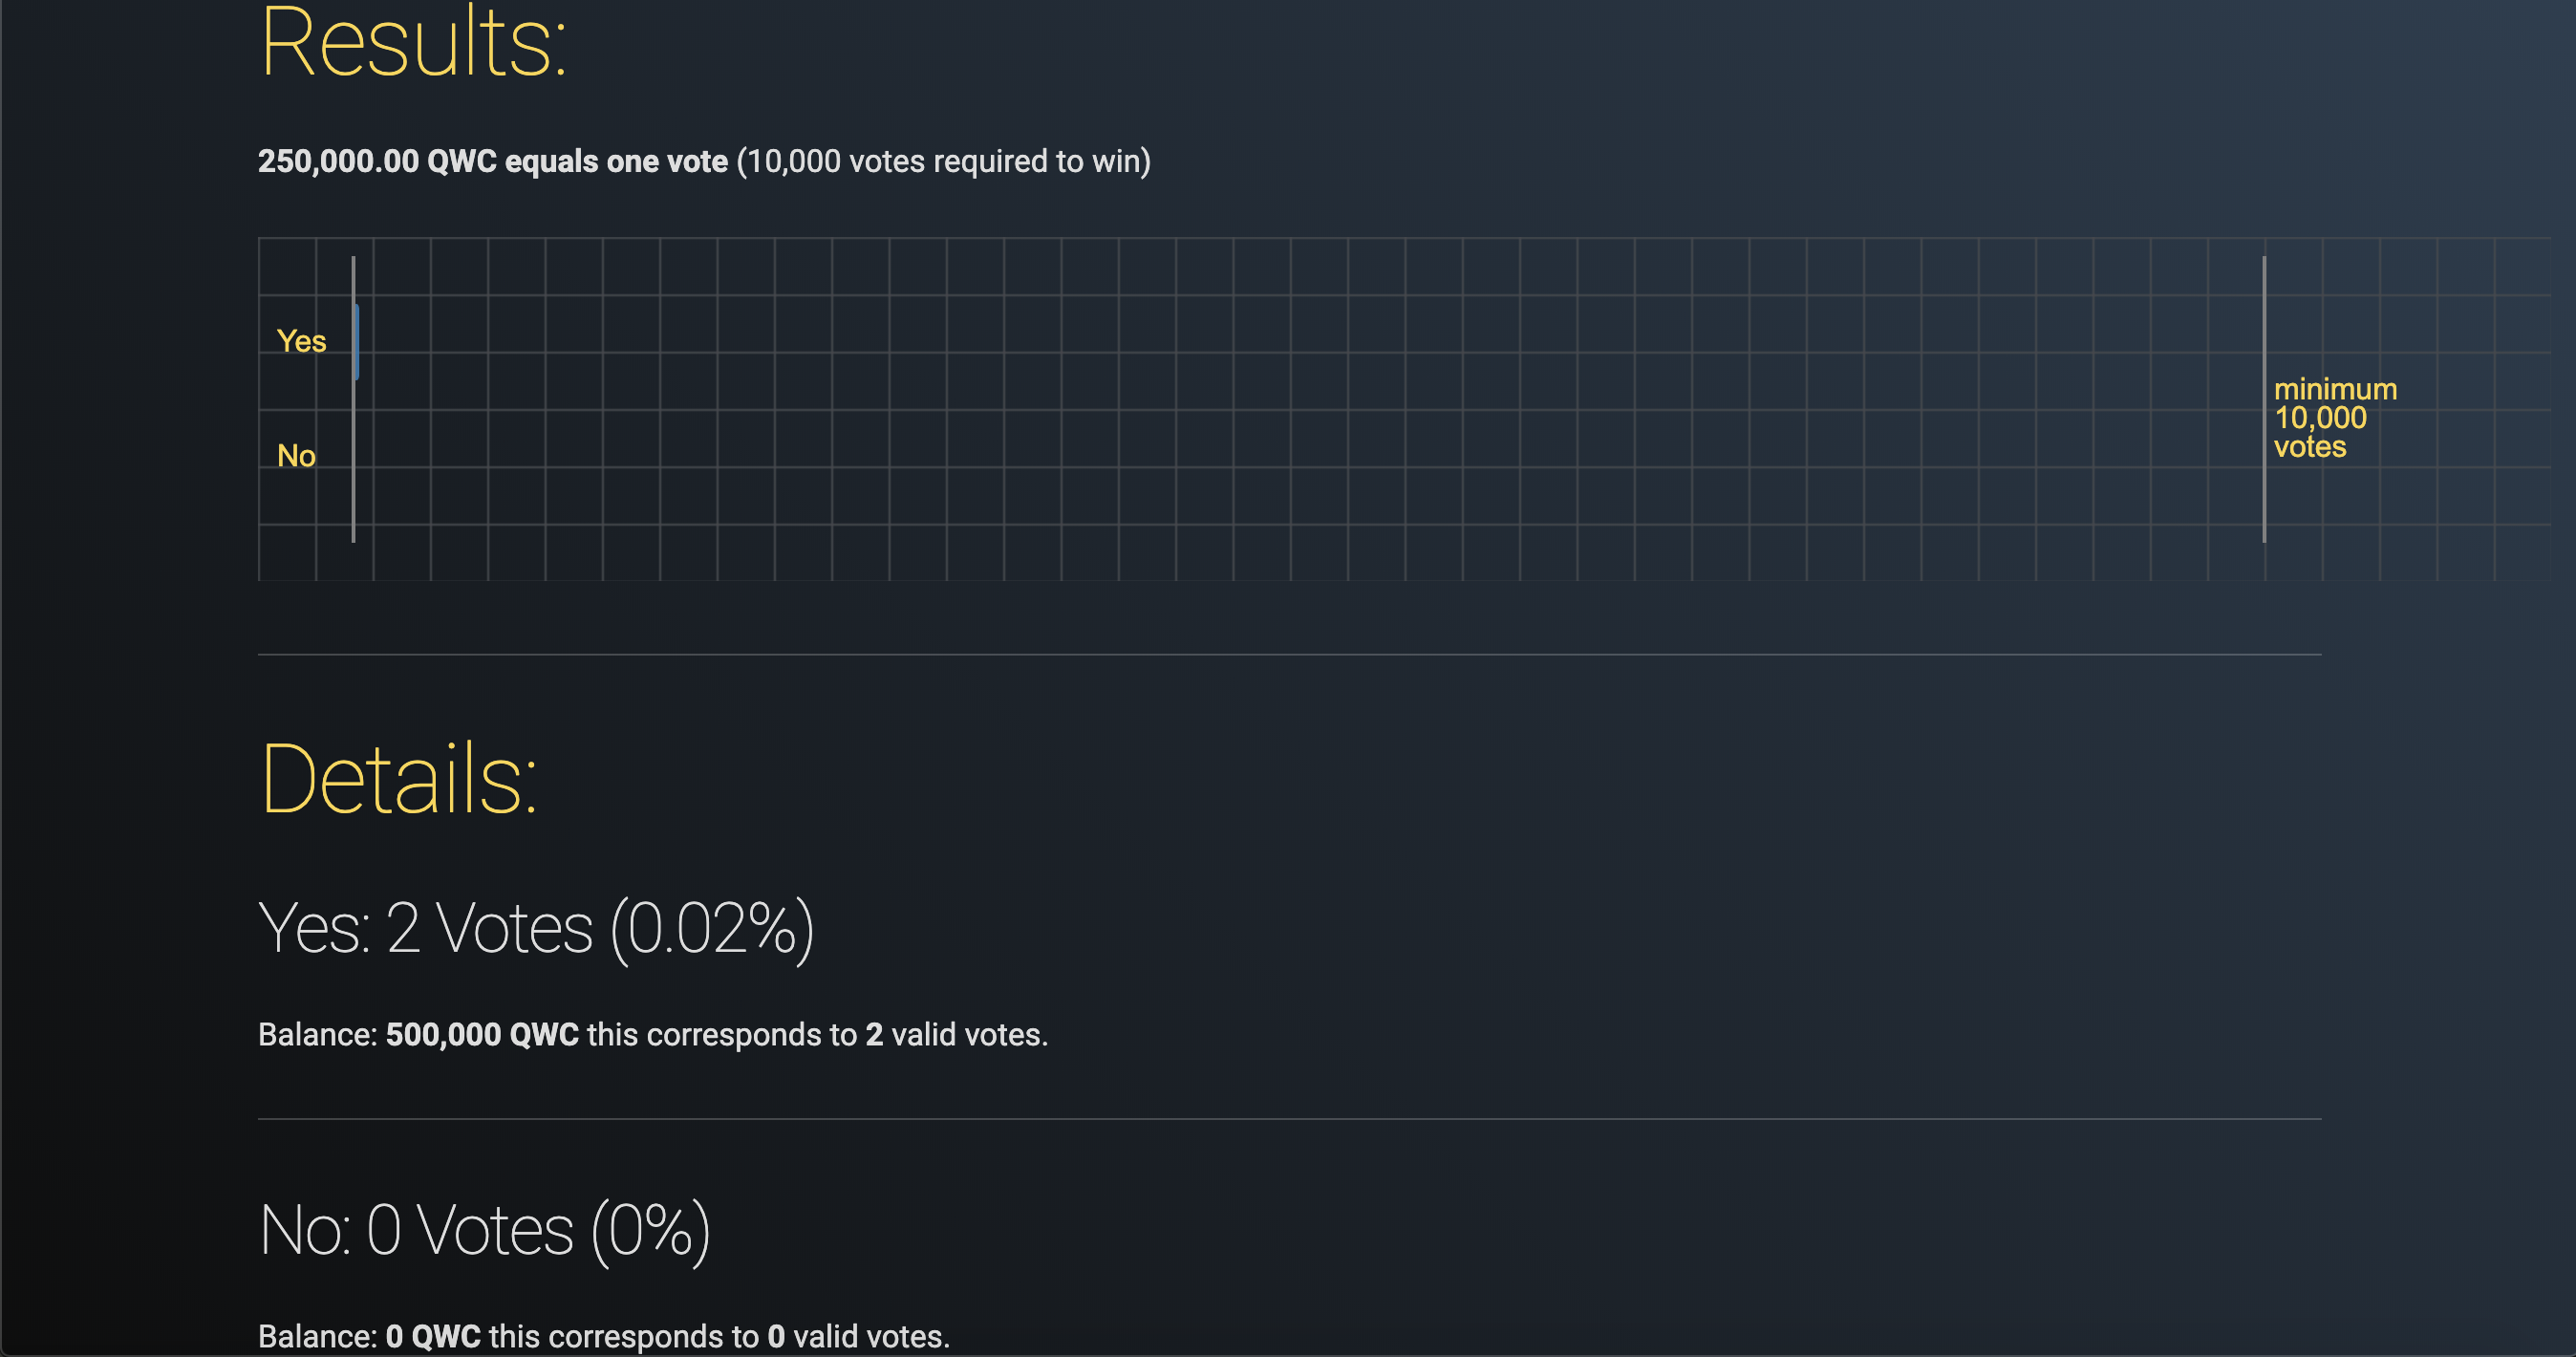 Results:
250,000.00 QWC equals one vote (10,000 votes required to win)
Yes
No
minimum
10,000
votes
Details:
Yes: 2 Votes (0.02%)
Balance: 500,000 QWC this corresponds to 2 valid votes.
No: 0 Votes (0%)
Balance: 0 QWC this corresponds to 0 valid votes.